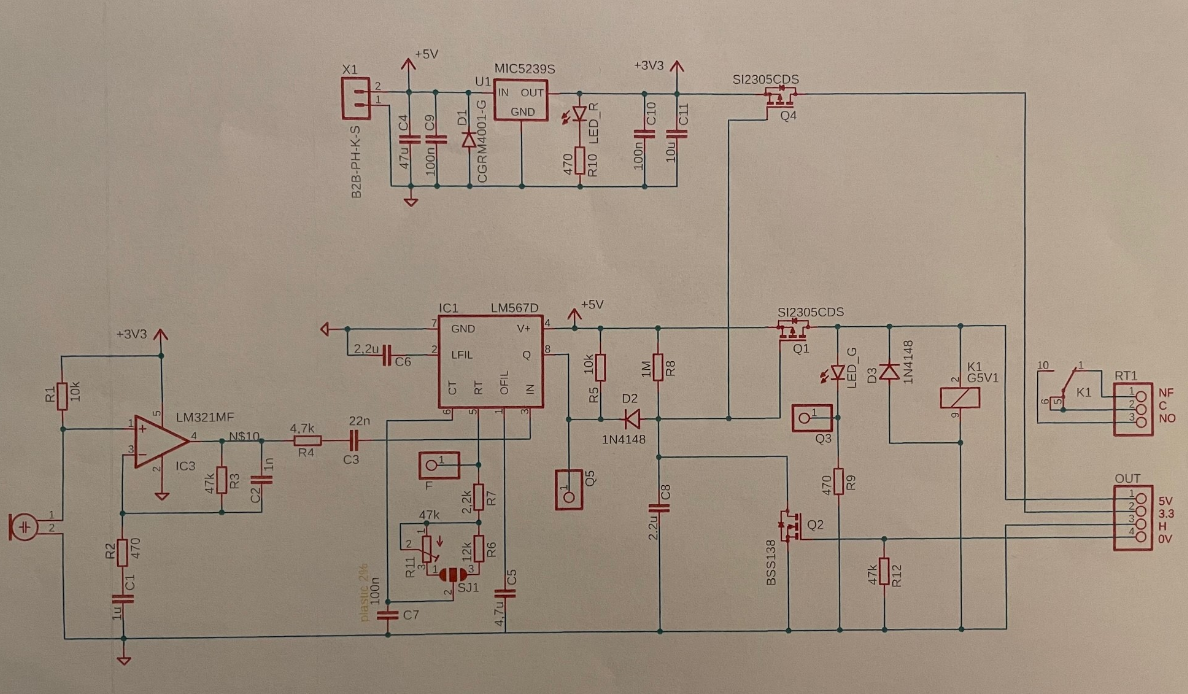 X1
2
1
B2B-PH-K-S
+5V
C4
47u
C9
100n
D1
CGRM4001-G
U1
MIC5239S
IN
OUT
GND
LED_R
470
R10
+3V3
C10
100n
C11
10u
SI2305CDS
Q4
+3V3
R1
10k
LM321MF
1
+
3
-
5
2
4
IC3
N$10
47k
R3
C2
1n
4,7k
R4
22n
C3
1
2
R2
470
C1
1u
IC1
LM567D
7
GND
V+
4
2
LFIL
Q
8
CT
RT
OFIL
IN
6
5
1
3
2,2u
C6
+5V
10k
R5
1M
R8
D2
1N4148
1
Q5
1
F
2,2k
R7
47k
1
2
3
R11
12k
R6
1
3
2
SJ1
plastic 2%
100n
C7
C5
4,7u
C8
2,2u
SI2305CDS
Q1
LED_G
D3
1N4148
1
Q3
470
R9
K1
G5V1
2
9
Q2
BSS138
47k
R12
10
1
6
5
K1
RT1
1
2
3
NF
C
NO
OUT
1
2
3
4
5V
3.3
H
0V